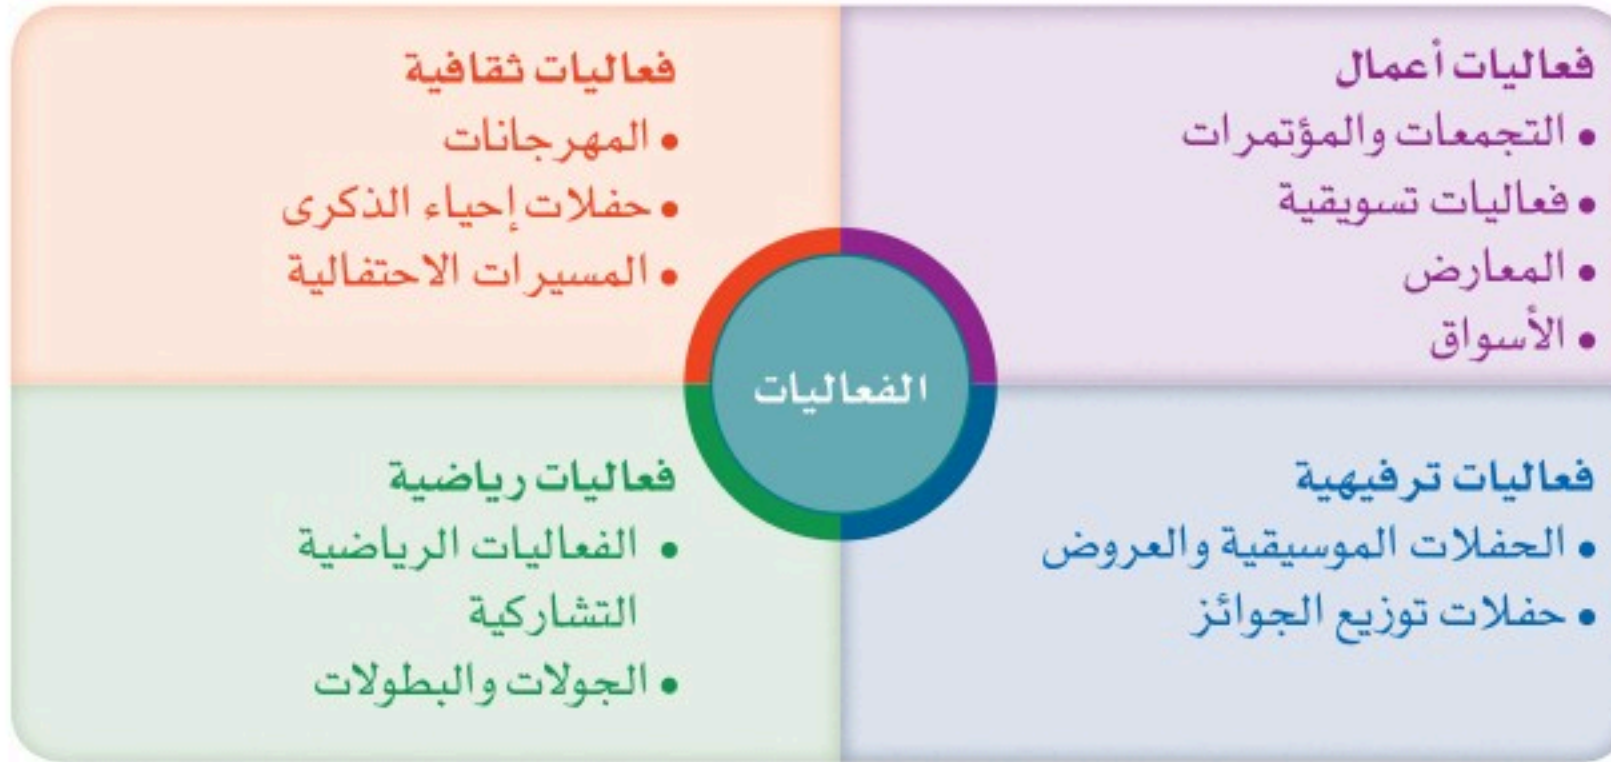 فعاليات أعمال
• التجمعات والمؤتمرات
• فعاليات تسويقية
• المعارض
• الأسواق
فعاليات ثقافية
• المهرجانات
• حفلات إحياء الذكرى
• المسيرات الاحتفالية
الفعاليات
فعاليات ترفيهية
• الحفلات الموسيقية والعروض
• حفلات توزيع الجوائز
فعاليات رياضية
• الفعاليات الرياضية
التشاركية
• الجولات والبطولات